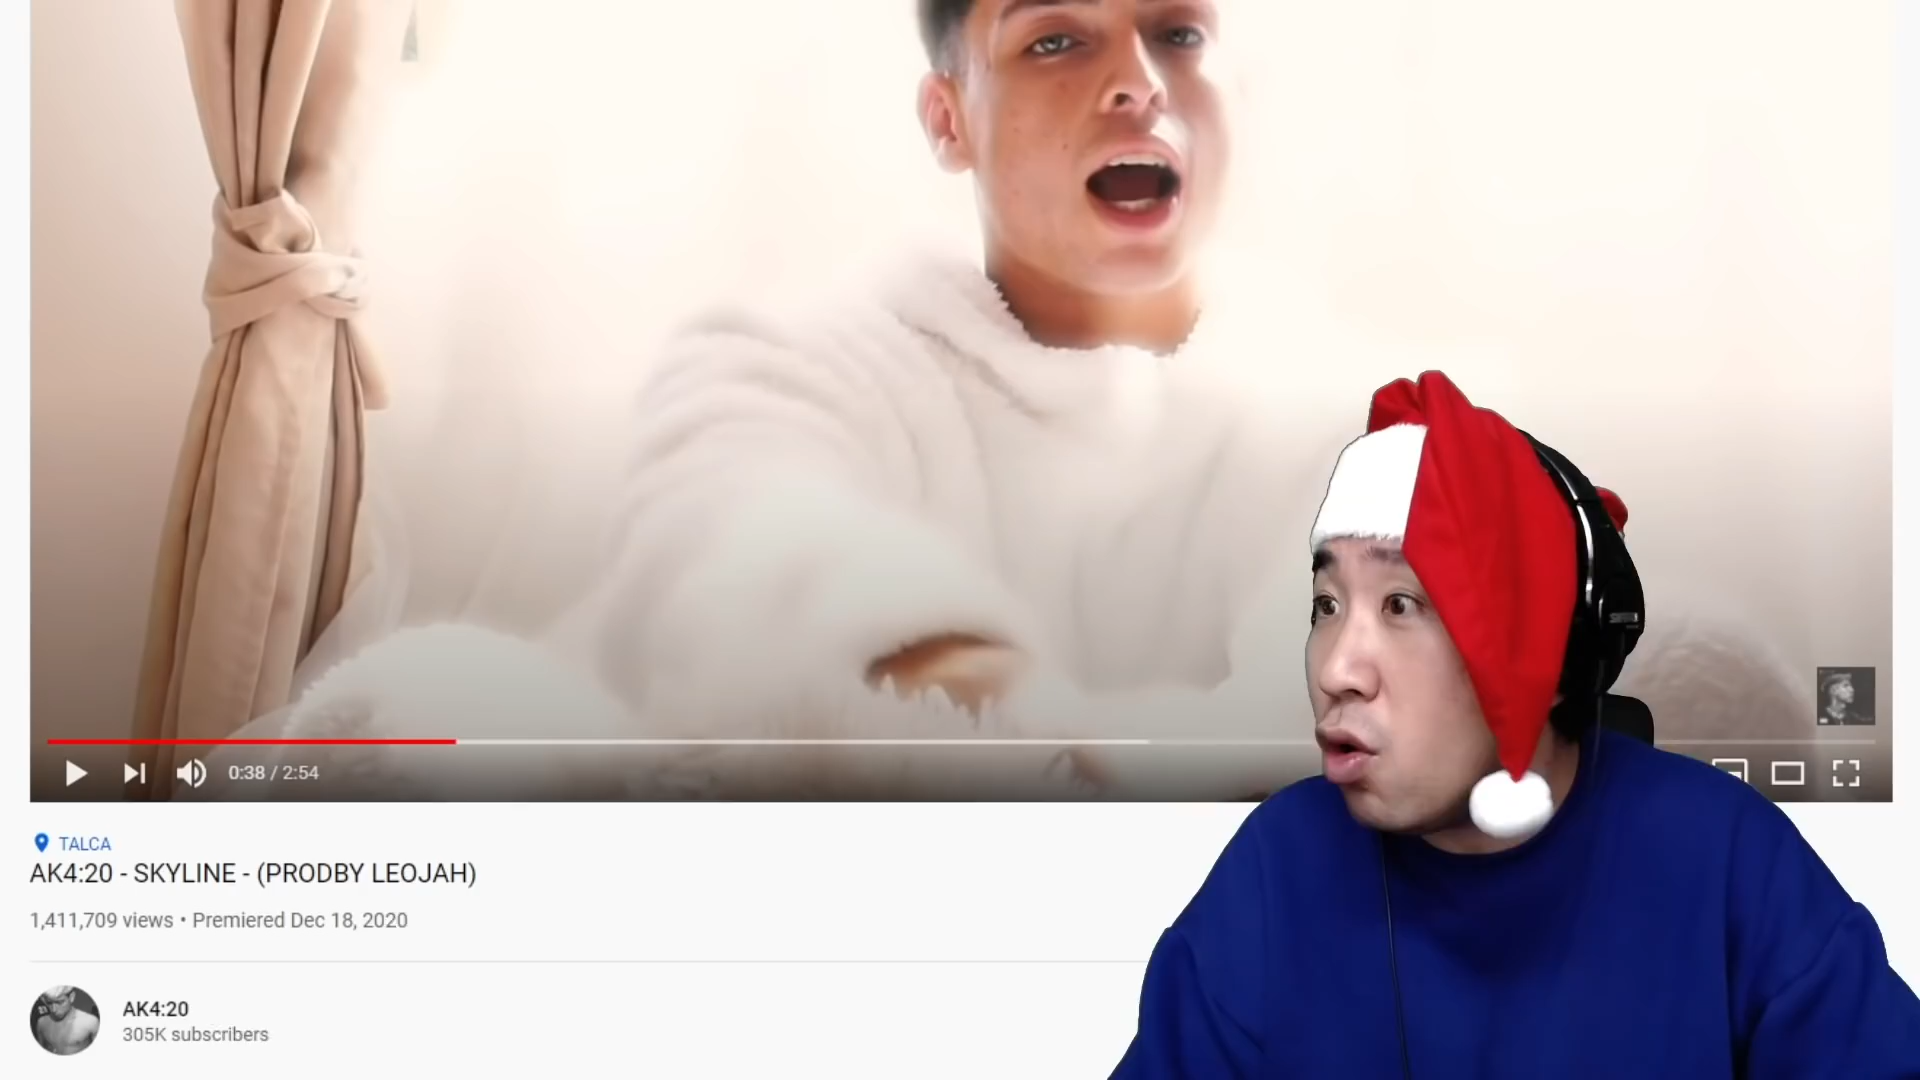 0:38 / 2:54
TALCA
AK4:20 - SKYLINE - (PRODBY LEOJAH)
1,411,709 views • Premiered Dec 18, 2020
AK4:20
305K subscribers